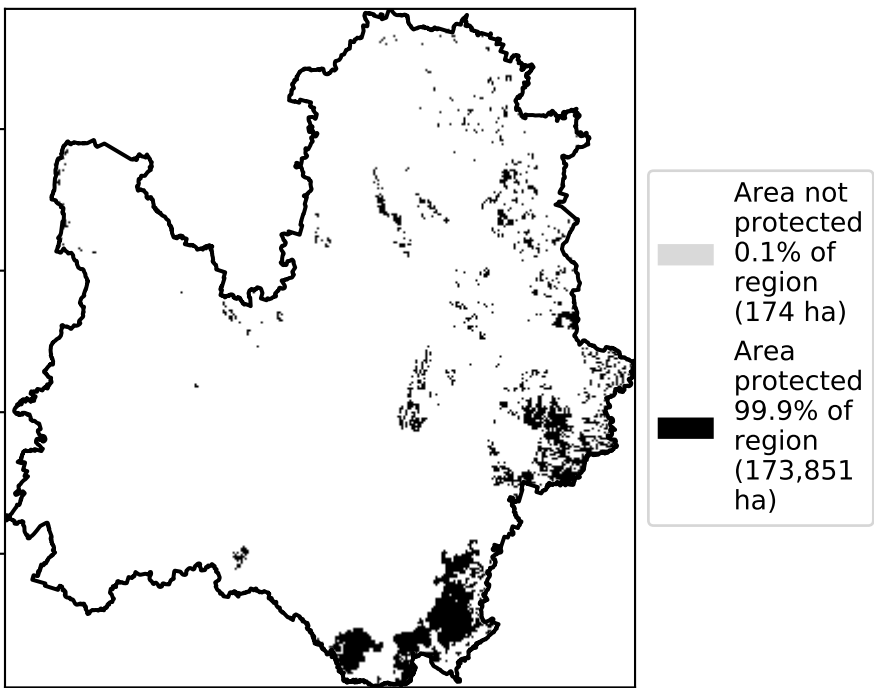 Area not
protected
0.1% of
region
(174 ha)
Area
protected
99.9% of
region
(173,851
ha)